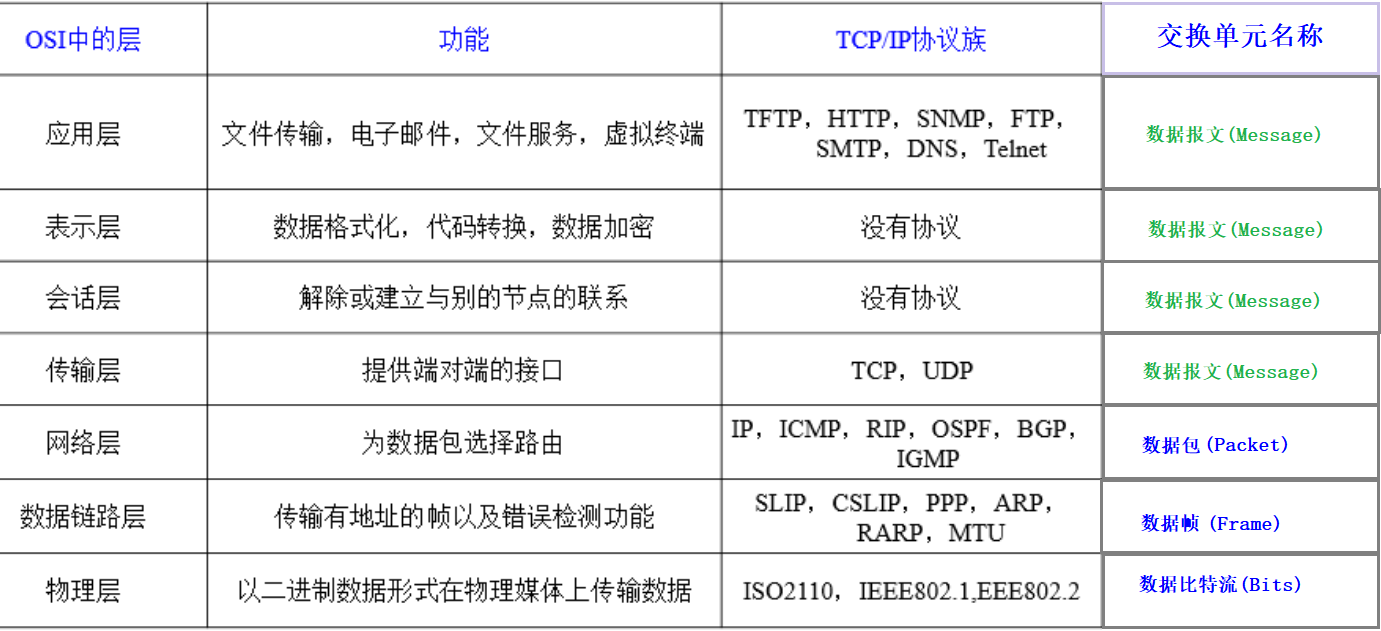 OSI中的层 功能 TCP/IP协议族 交换单元名称
应用层 文件传输，电子邮件，文件服务，虚拟终端 TFTP，HTTP，SNMP，FTP，
SMTP，DNS，Telnet 数据报文(Message)
表示层 数据格式化，代码转换，数据加密 没有协议 数据报文(Message)
会话层 解除或建立与别的节点的联系 没有协议 数据报文(Message)
传输层 提供端对端的接口 TCP，UDP 数据报文(Message)
网络层 为数据包选择路由 IP，ICMP，RIP，OSPF，BGP，
IGMP 数据包(Packet)
数据链路层 传输有地址的帧以及错误检测功能 SLIP，CSLIP，PPP，ARP，
RARP，MTU 数据帧 (Frame)
物理层 以二进制数据形式在物理媒体上传输数据 ISO2110，IEEE802.1,EEE802.2 数据比特流(Bits)